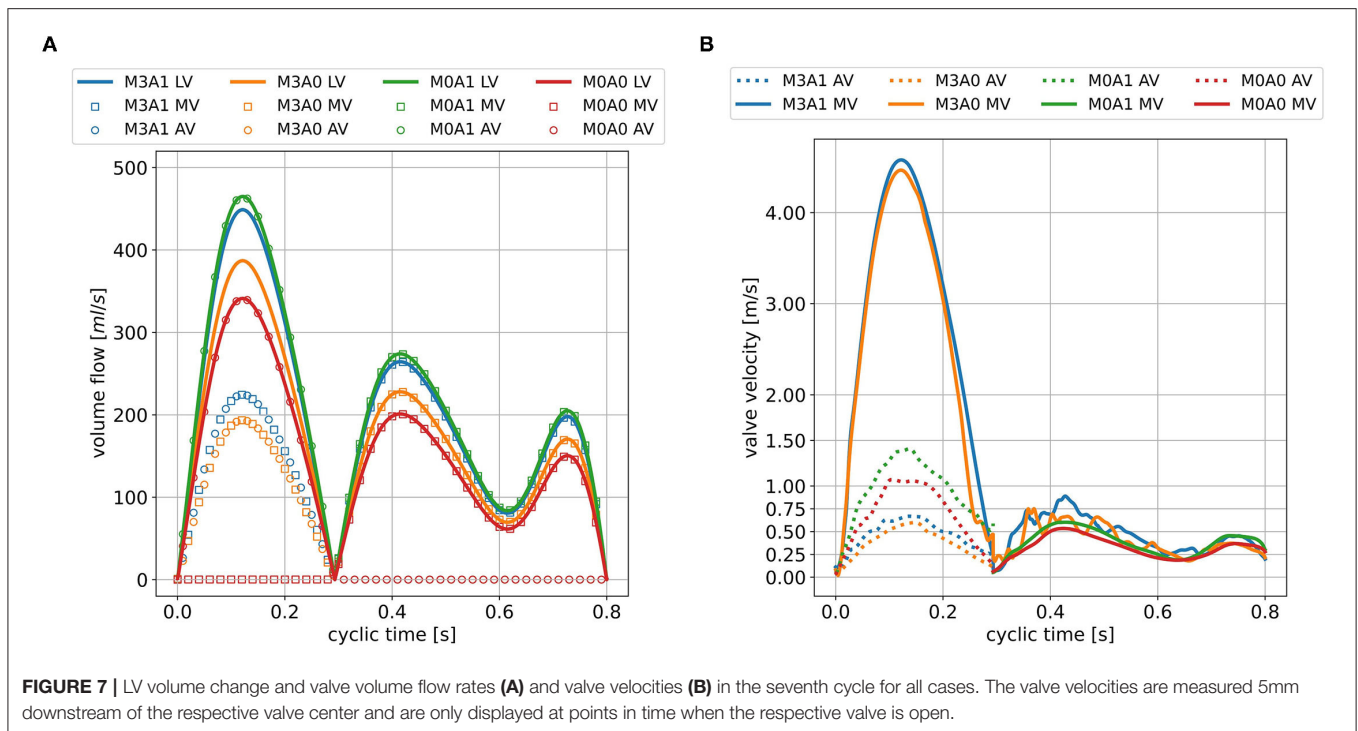 A
M3A1 LV M3A0 LV M0A1 LV M0A0 LV
M3A1 MV M3A0 MV M0A1 MV M0A0 MV
M3A1 AV M3A0 AV M0A1 AV M0A0 AV
500
400
300
200
100
0
volume flow [ml/s]
0.0 0.2 0.4 0.6 0.8
cyclic time [s]
B
M3A1 AV M3A0 AV M0A1 AV M0A0 AV
M3A1 MV M3A0 MV M0A1 MV M0A0 MV
4.00
3.00
2.00
1.50
1.00
0.75
0.50
0.25
0.00
valve velocity [m/s]
0.0 0.2 0.4 0.6 0.8
cyclic time [s]
FIGURE 7 | LV volume change and valve volume flow rates (A) and valve velocities (B) in the seventh cycle for all cases. The valve velocities are measured 5mm
downstream of the respective valve center and are only displayed at points in time when the respective valve is open.